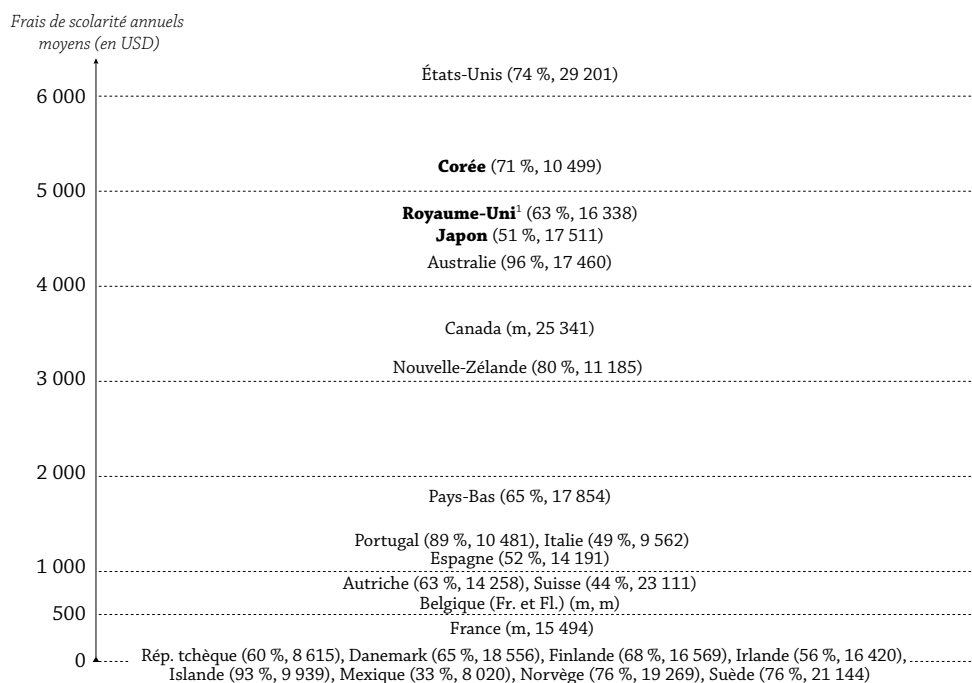 Frais de scolarité annuels
moyens (en USD)
États-Unis (74 %, 29 201)
6 000
Corée (71 %, 10 499)
5 000
Royaume-Uni¹ (63 %, 16 338)
Japon (51 %, 17 511)
Australie (96 %, 17 460)
4 000
Canada (m, 25 341)
Nouvelle-Zélande (80 %, 11 185)
3 000
2 000
Pays-Bas (65 %, 17 854)
Portugal (89 %, 10 481), Italie (49 %, 9 562)
Espagne (52 %, 14 191)
1 000
Autriche (63 %, 14 258), Suisse (44 %, 23 111)
Belgique (Fr. et Fl.) (m, m)
500
France (m, 15 494)
0
Rép. tchèque (60 %, 8 615), Danemark (65 %, 18 556), Finlande (68 %, 16 569), Irlande (56 %, 16 420),
Islande (93 %, 9 939), Mexique (33 %, 8 020), Norvège (76 %, 19 269), Suède (76 %, 21 144)